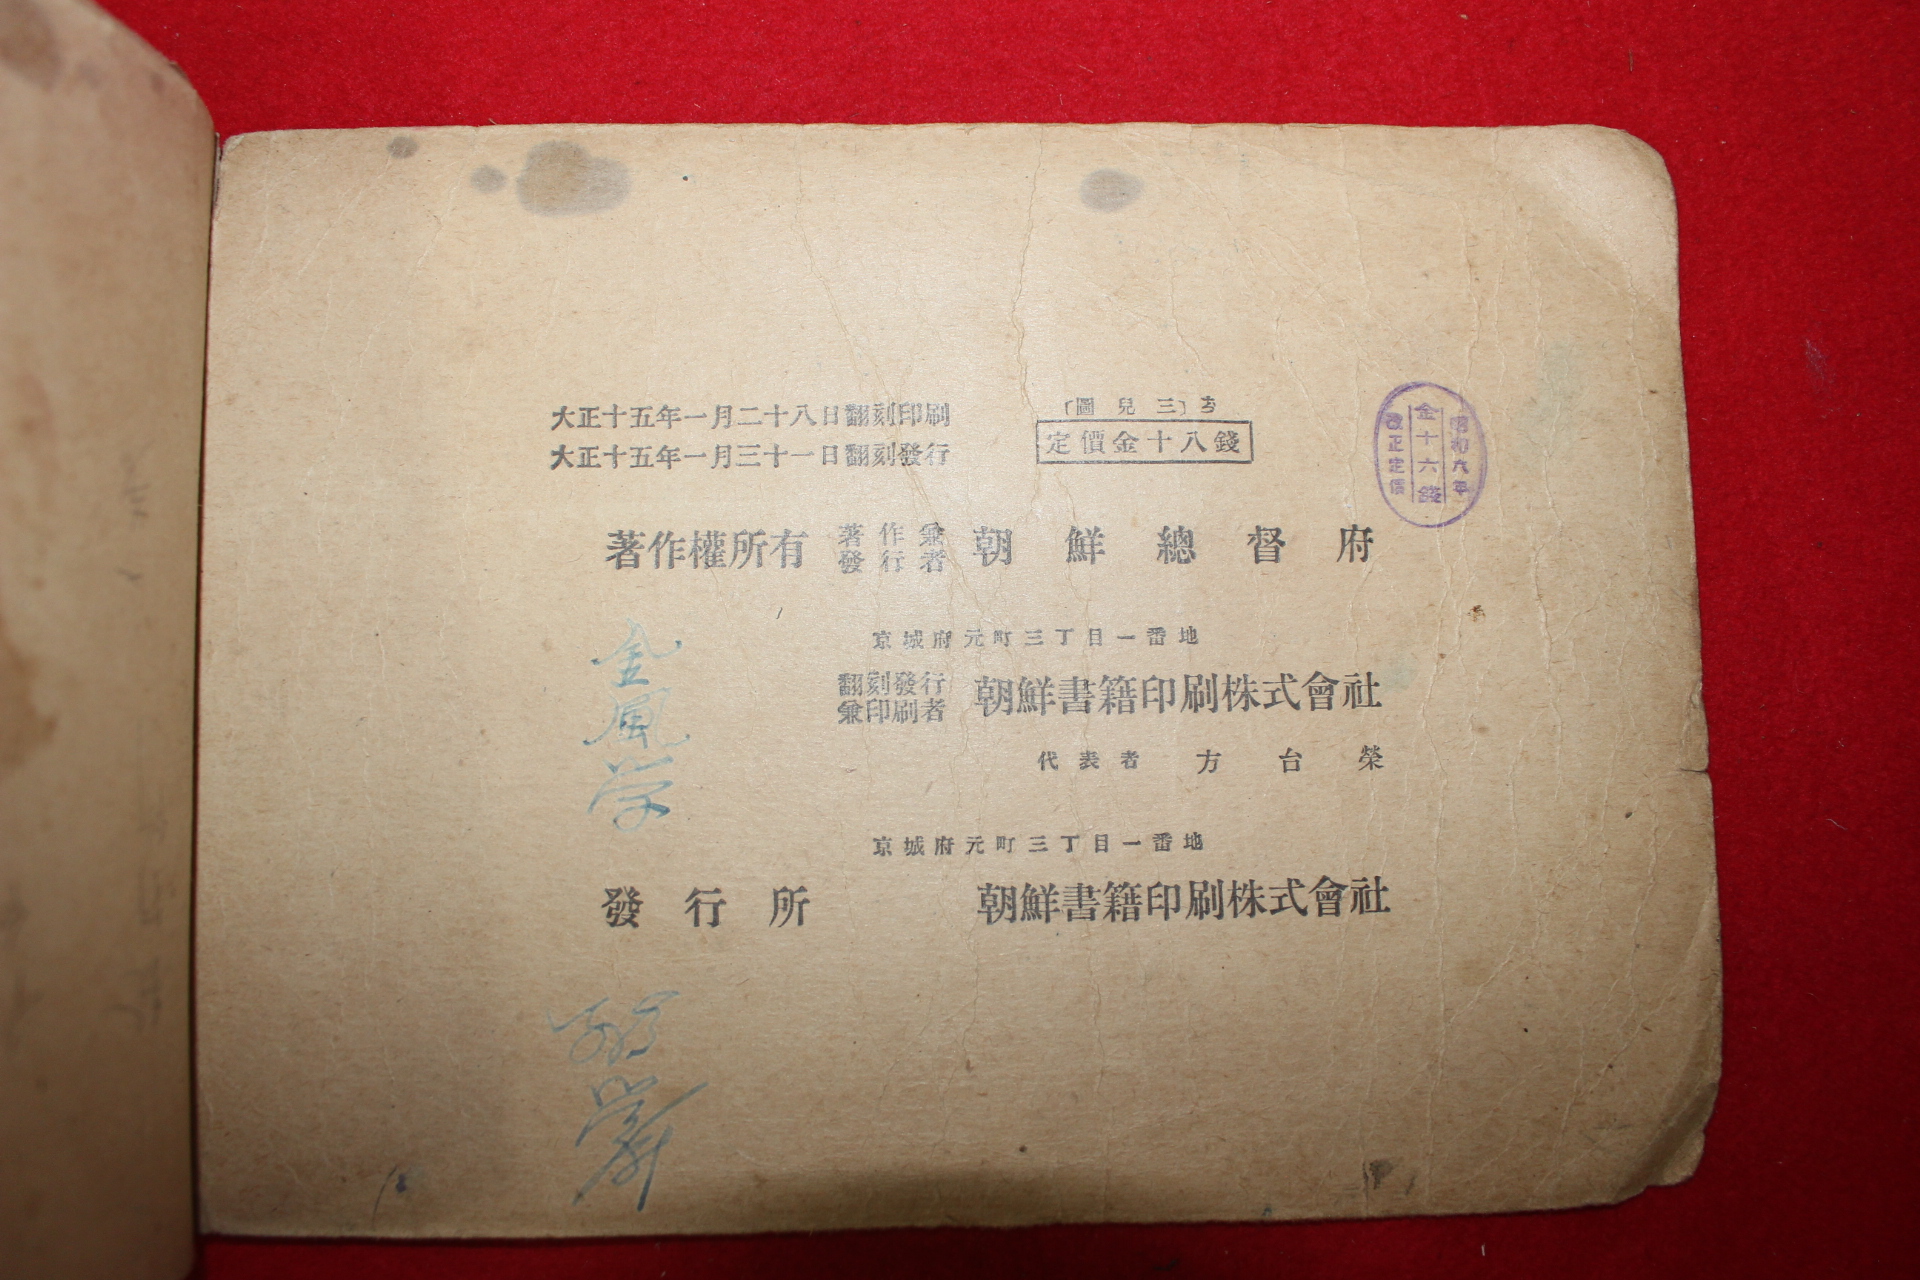 大正十五年一月二十八日翻刻印刷
大正十五年一月三十一日翻刻發行
〔圖兒三〕
定價金十八錢
昭和六年
金十六錢
改正定價
著作權所有 著作兼發行者 朝鮮總督府
京城府元町三丁目一番地
翻刻發行兼印刷者 朝鮮書籍印刷株式會社
代表者 方台榮
京城府元町三丁目一番地
發行所 朝鮮書籍印刷株式會社
金鳳学